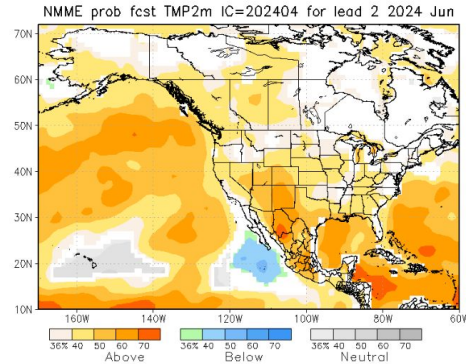 NMME prob fcst TMP2m IC=202404 for lead 2 2024 Jun
70N
60N
50N
40N
30N
20N
10N
160W 140W 120W 100W 80W 60W
36% 40 50 60 70 36% 40 50 60 70 36% 40 50 60 70
Above Below Neutral